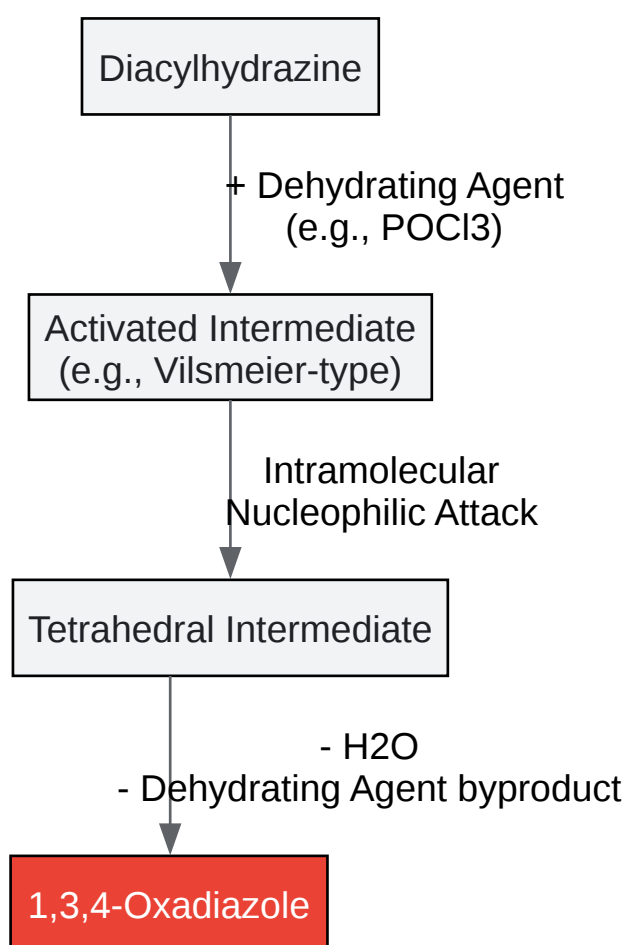 Diacylhydrazine
+ Dehydrating Agent
(e.g., POCl3)
Activated Intermediate
(e.g., Vilsmeier-type)
Intramolecular
Nucleophilic Attack
Tetrahedral Intermediate
- H2O
- Dehydrating Agent byproduct
1,3,4-Oxadiazole